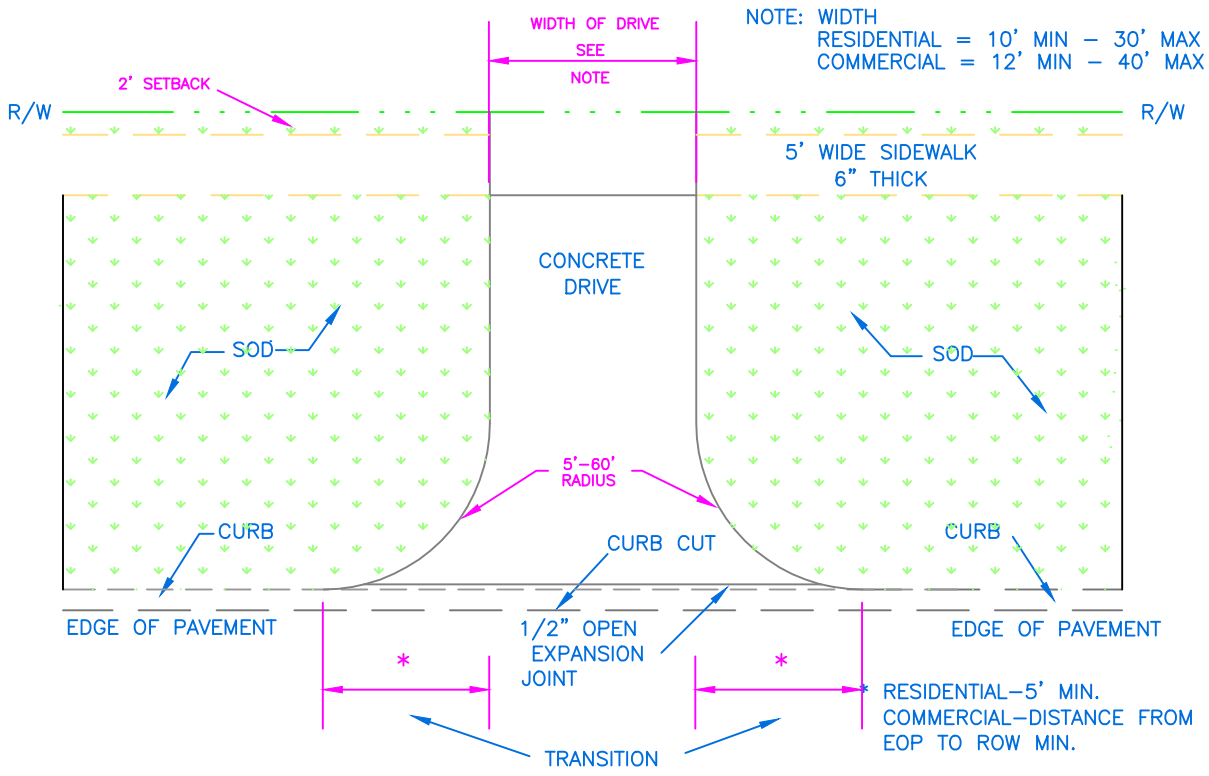 WIDTH OF DRIVE
SEE
NOTE
NOTE: WIDTH
RESIDENTIAL = 10' MIN - 30' MAX
COMMERCIAL = 12' MIN - 40' MAX
2' SETBACK
R/W
R/W
5' WIDE SIDEWALK
6" THICK
CONCRETE
DRIVE
SOD
SOD
5'-60'
RADIUS
CURB
CURB CUT
CURB
EDGE OF PAVEMENT
1/2" OPEN
EXPANSION
JOINT
EDGE OF PAVEMENT
*
*
* RESIDENTIAL-5' MIN.
COMMERCIAL-DISTANCE FROM
EOP TO ROW MIN.
TRANSITION